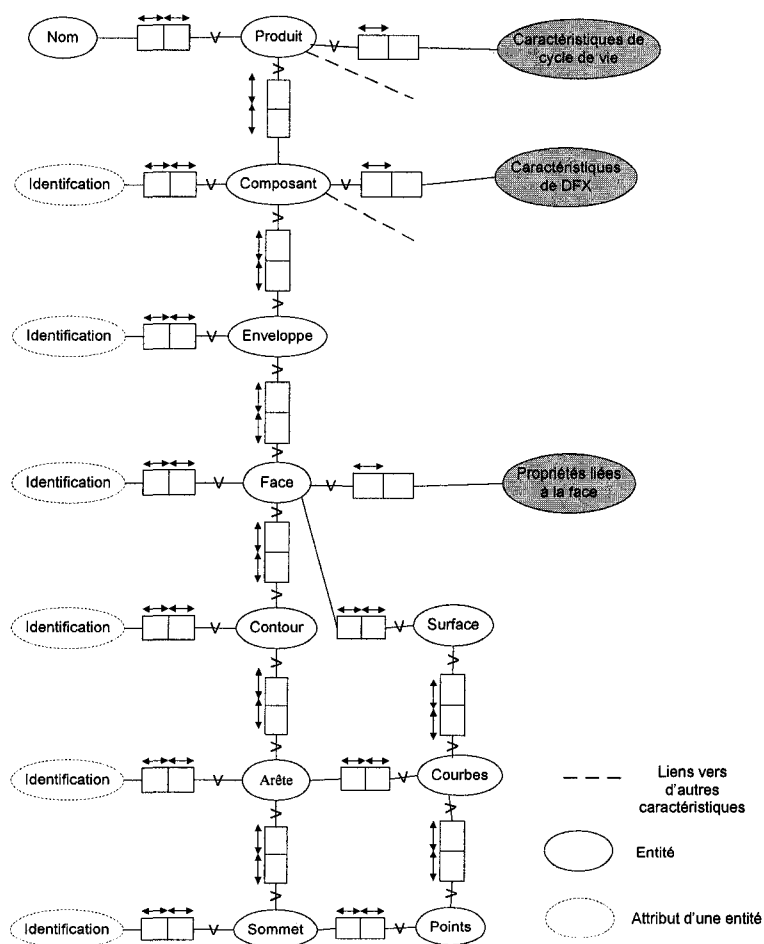 Nom
Produit
Caractéristiques de
cycle de vie
Identifcation
Composant
Caractéristiques
de DFX
Identification
Enveloppe
Identification
Face
Propriétés liées
à la face
Identification
Contour
Surface
Identification
Arête
Courbes
Liens vers
d'autres
caractéristiques
Entité
Identification
Sommet
Points
Attribut d'une entité